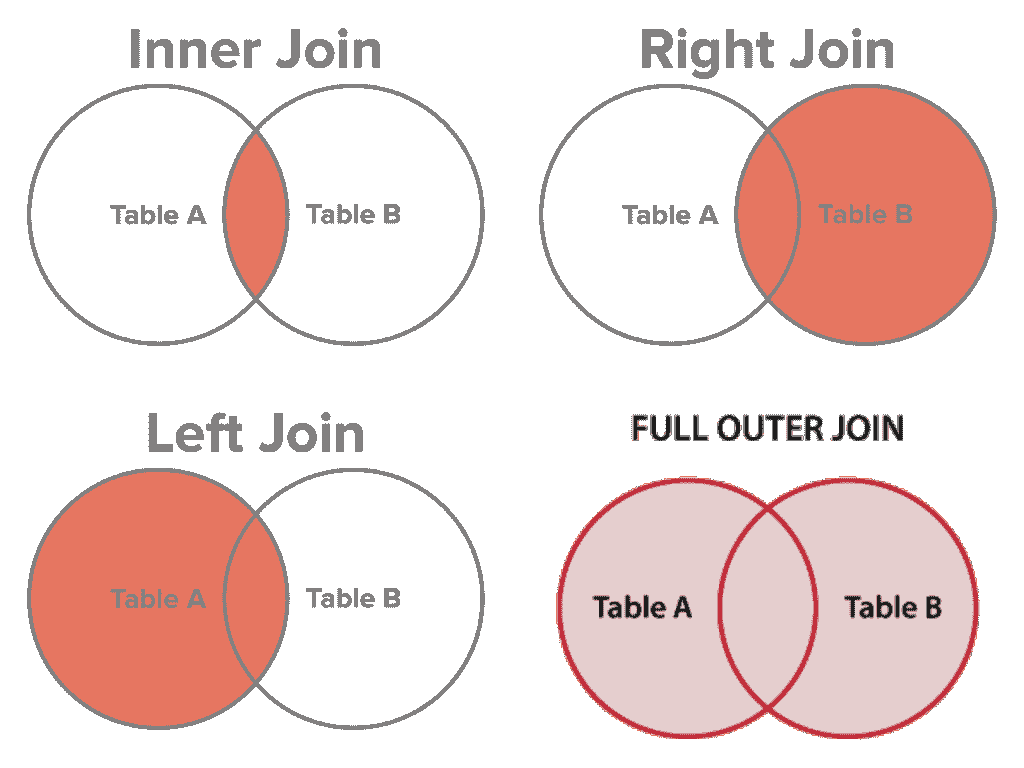 Inner Join
Table A
Table B
Right Join
Table A
Table B
Left Join
Table A
Table B
FULL OUTER JOIN
Table A
Table B